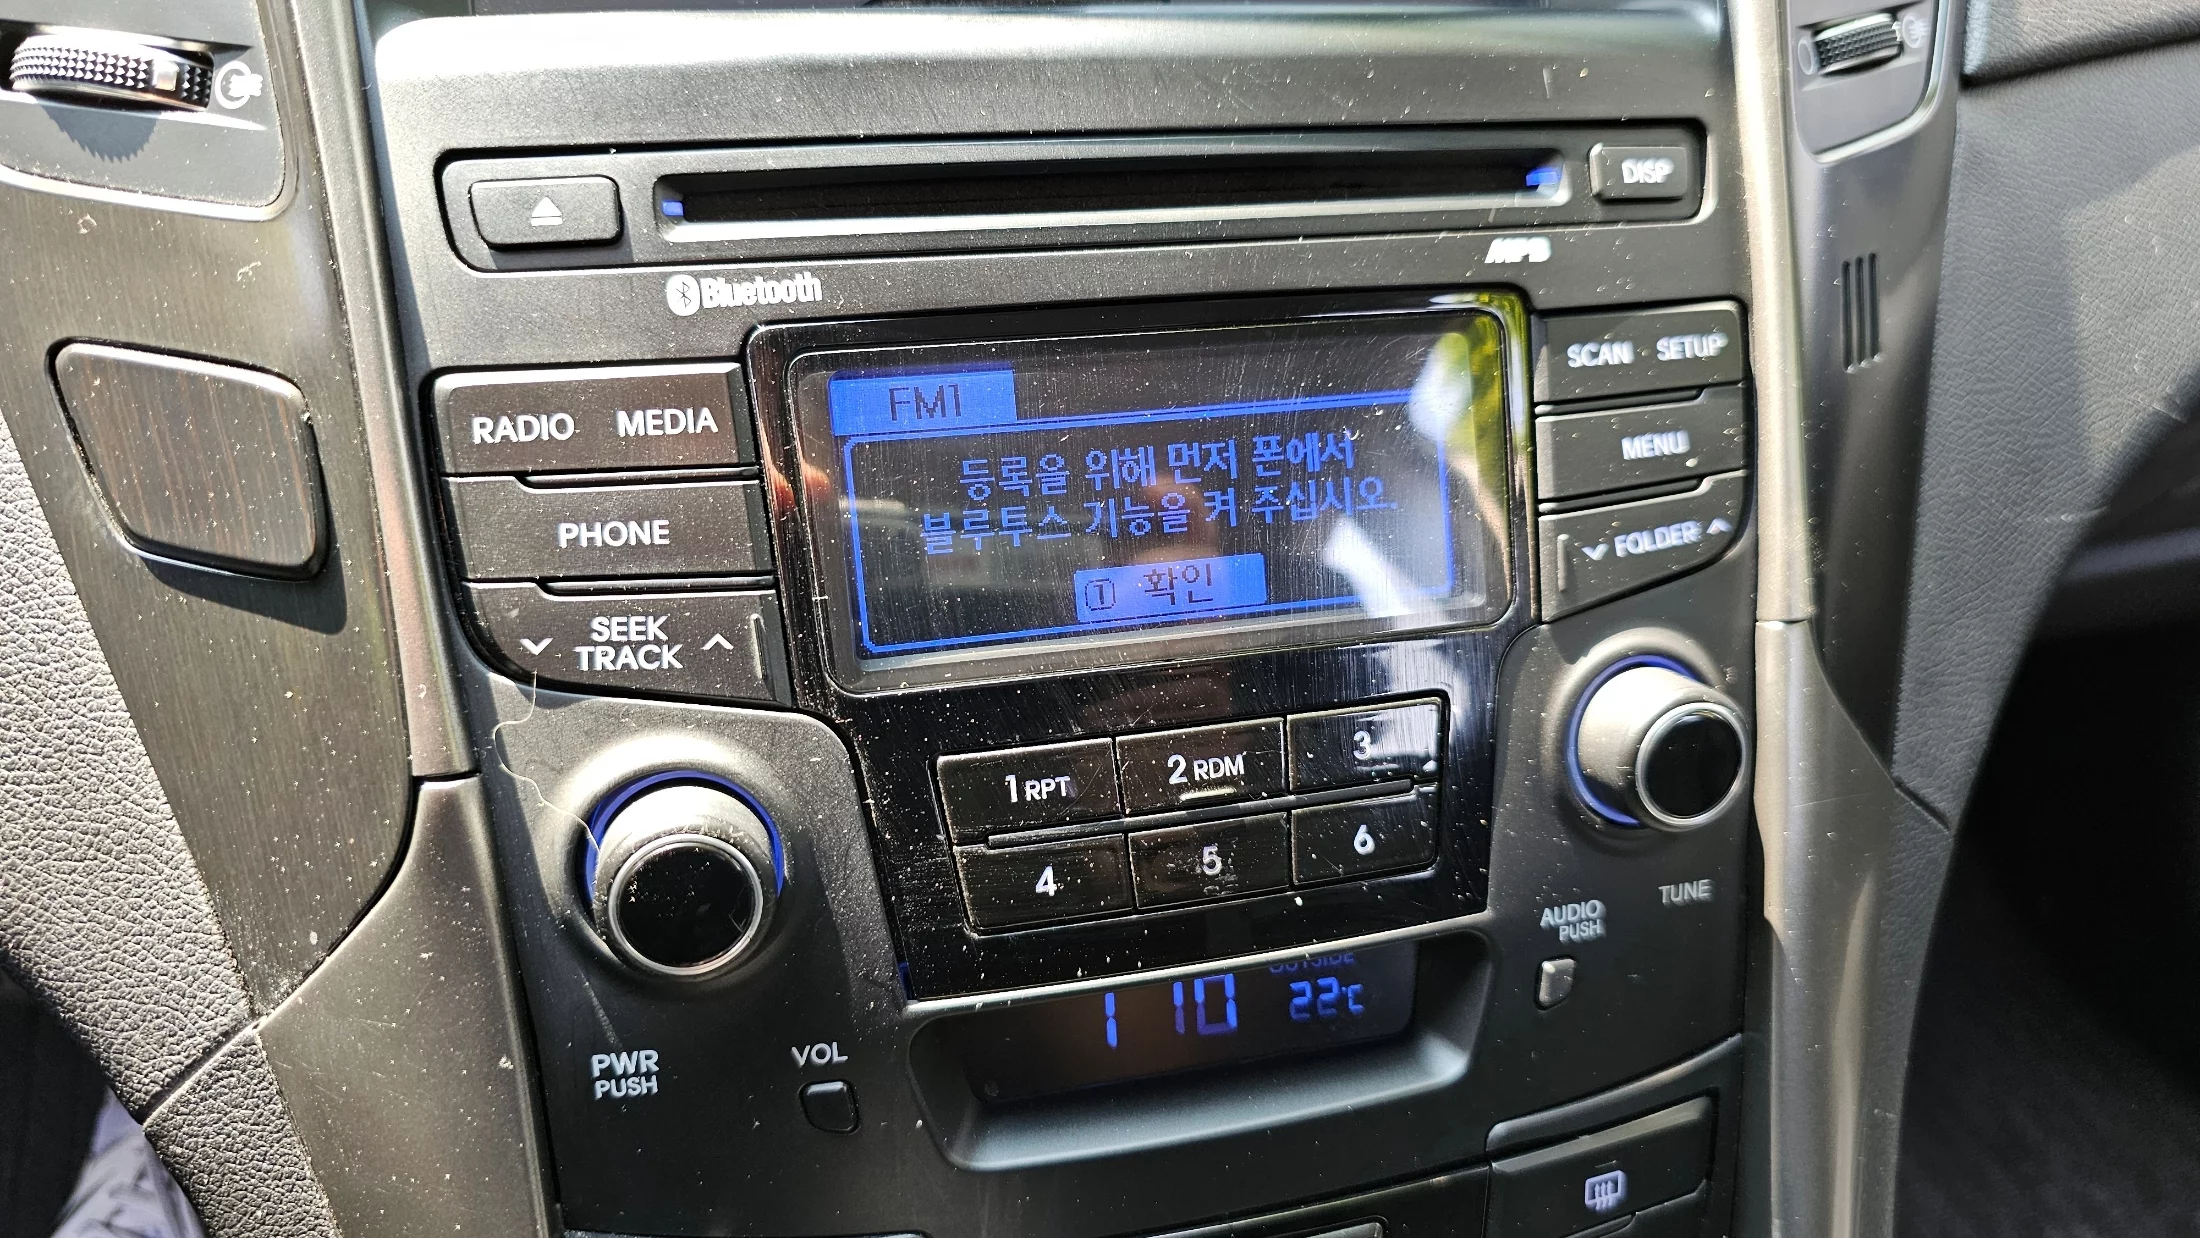 DISP
Bluetooth
MP3
RADIO MEDIA
PHONE
SEEK
TRACK
FM1
등록을 위해 먼저 폰에서
블루투스 기능을 켜 주십시오.
① 확인
SCAN SETUP
MENU
FOLDER
1 RPT
2 RDM
3
4
5
6
PWR
PUSH
VOL
AUDIO
PUSH
TUNE
OUTSIDE
1 10 22°C